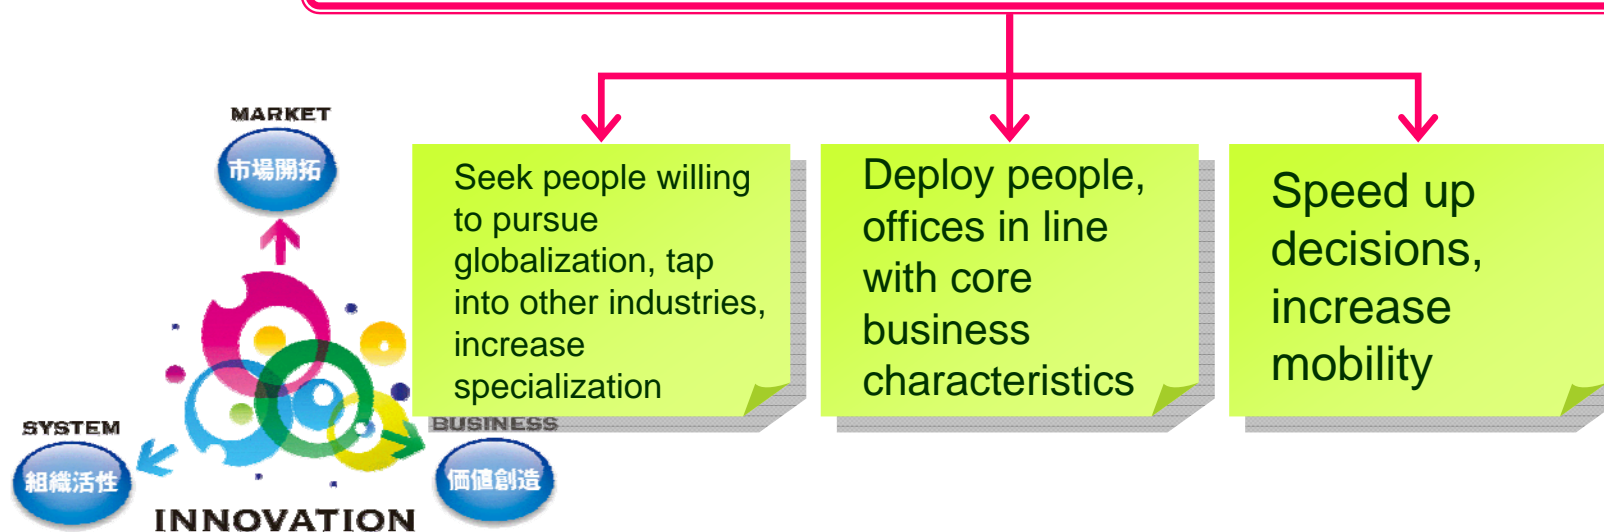 MARKET
市場開拓
Seek people willing
to pursue
globalization, tap
into other industries,
increase
specialization
Deploy people,
offices in line
with core
business
characteristics
Speed up
decisions,
increase
mobility
SYSTEM
組織活性
BUSINESS
価値創造
INNOVATION